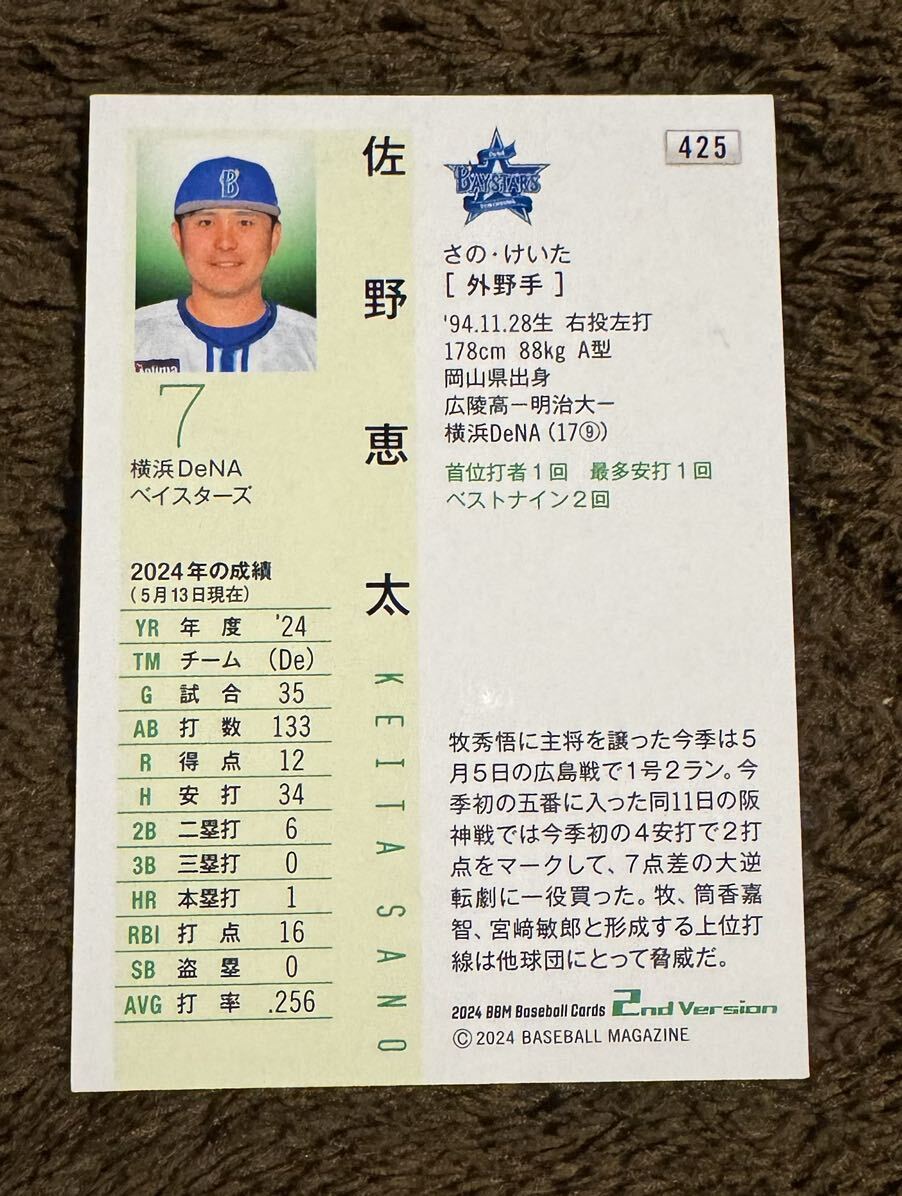 B
7
横浜DeNA
ベイスターズ
2024年の成績
(5月13日現在)
YR 年度 '24
TM チーム (De)
G 試合 35
AB 打数 133
R 得点 12
H 安打 34
2B 二塁打 6
3B 三塁打 0
HR 本塁打 1
RBI 打点 16
SB 盗塁 0
AVG 打率 .256
佐野恵太
KEITA SANO
BAYSTARS
425
さの・けいた
[外野手]
'94.11.28生 右投左打
178cm 88kg A型
岡山県出身
広陵高ー明治大ー
横浜DeNA(17⑨)
首位打者1回 最多安打1回
ベストナイン2回
牧秀悟に主将を譲った今季は5
月5日の広島戦で1号2ラン。今
季初の五番に入った同11日の阪
神戦では今季初の4安打で2打
点をマークして、7点差の大逆
転劇に一役買った。牧、筒香嘉
智、宮﨑敏郎と形成する上位打
線は他球団にとって脅威だ。
2024 BBM Baseball Cards 2nd Version
©2024 BASEBALL MAGAZINE